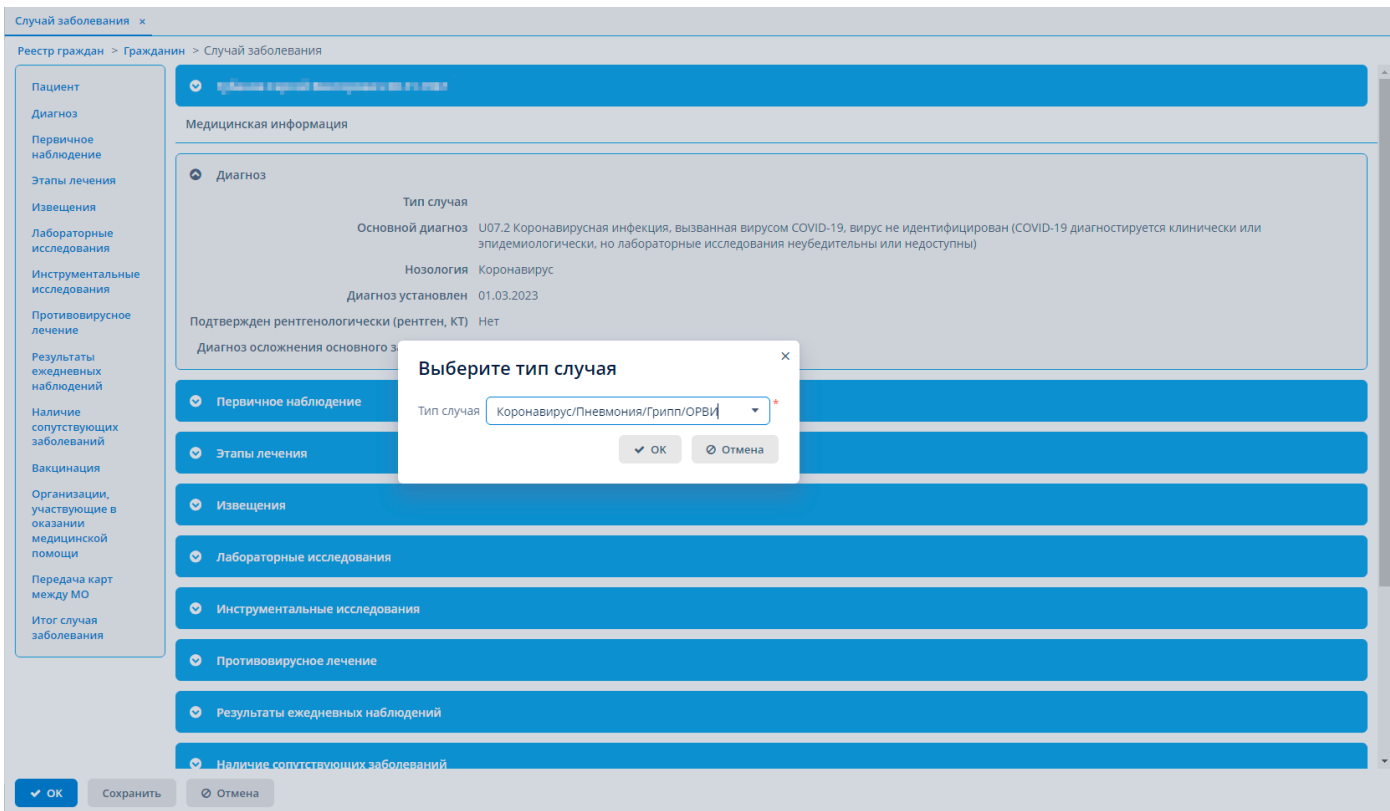 Случай заболевания ×
Реестр граждан > Гражданин > Случай заболевания
Пациент
Диагноз
Первичное
наблюдение
Этапы лечения
Извещения
Лабораторные
исследования
Инструментальные
исследования
Противовирусное
лечение
Результаты
ежедневных
наблюдений
Наличие
сопутствующих
заболеваний
Вакцинация
Организации,
участвующие в
оказании
медицинской
помощи
Передача карт
между МО
Итог случая
заболевания
Медицинская информация
Диагноз
Тип случая
Основной диагноз U07.2 Коронавирусная инфекция, вызванная вирусом COVID-19, вирус не идентифицирован (COVID-19 диагностируется клинически или
эпидемиологически, но лабораторные исследования неубедительны или недоступны)
Нозология Коронавирус
Диагноз установлен 01.03.2023
Подтвержден рентгенологически (рентген, КТ) Нет
Диагноз осложнения основного
Выберите тип случая ×
Тип случая Коронавирус/Пневмония/Грипп/ОРВИ *
ОК Отмена
Первичное наблюдение
Этапы лечения
Извещения
Лабораторные исследования
Инструментальные исследования
Противовирусное лечение
Результаты ежедневных наблюдений
Наличие сопутствующих заболеваний
ОК Сохранить Отмена